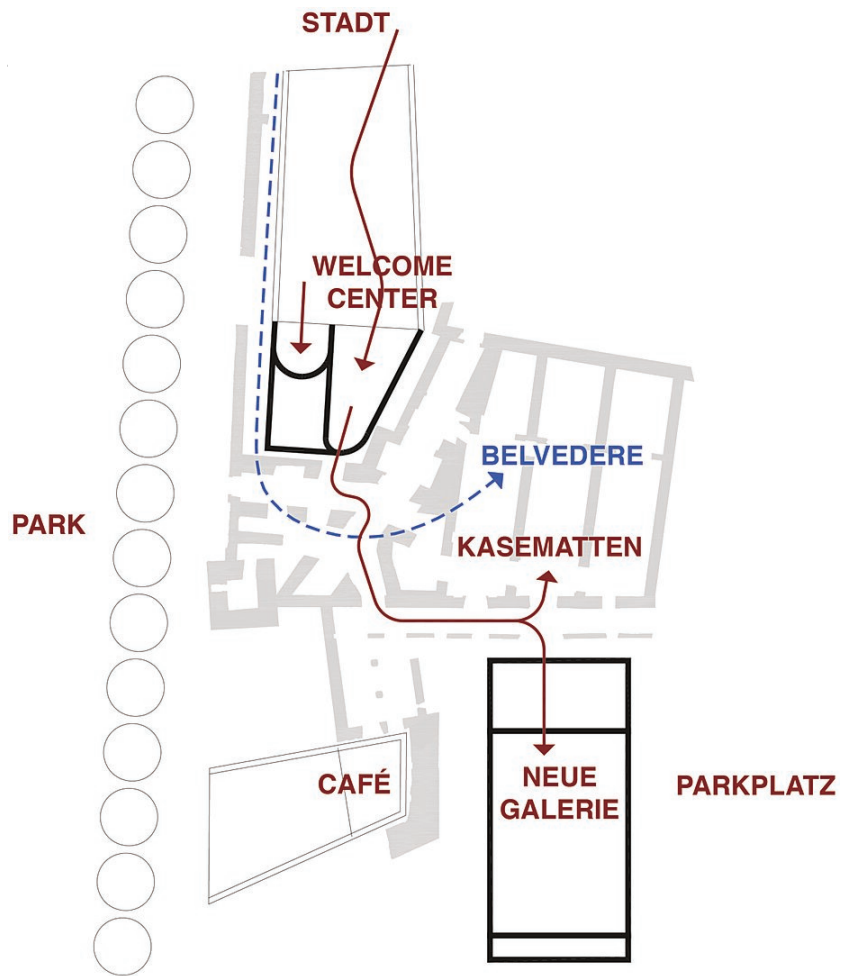 STADT
WELCOME
CENTER
BELVEDERE
PARK
KASEMATTEN
CAFÉ
NEUE
GALERIE
PARKPLATZ